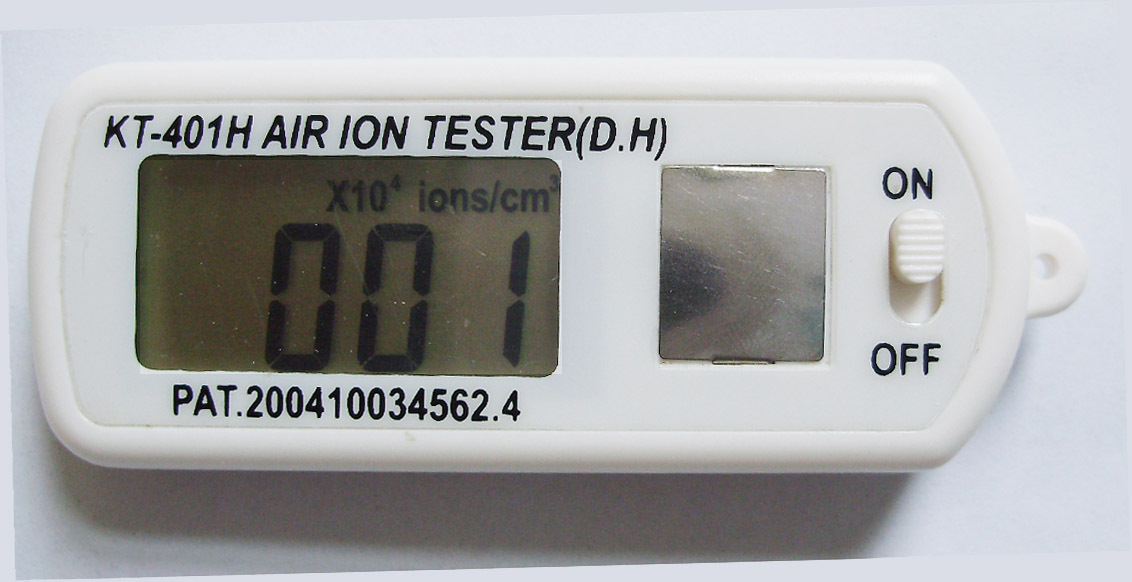 KT-401H AIR ION TESTER(D.H)
X10⁴ ions/cm³
001
PAT.200410034562.4
ON
OFF